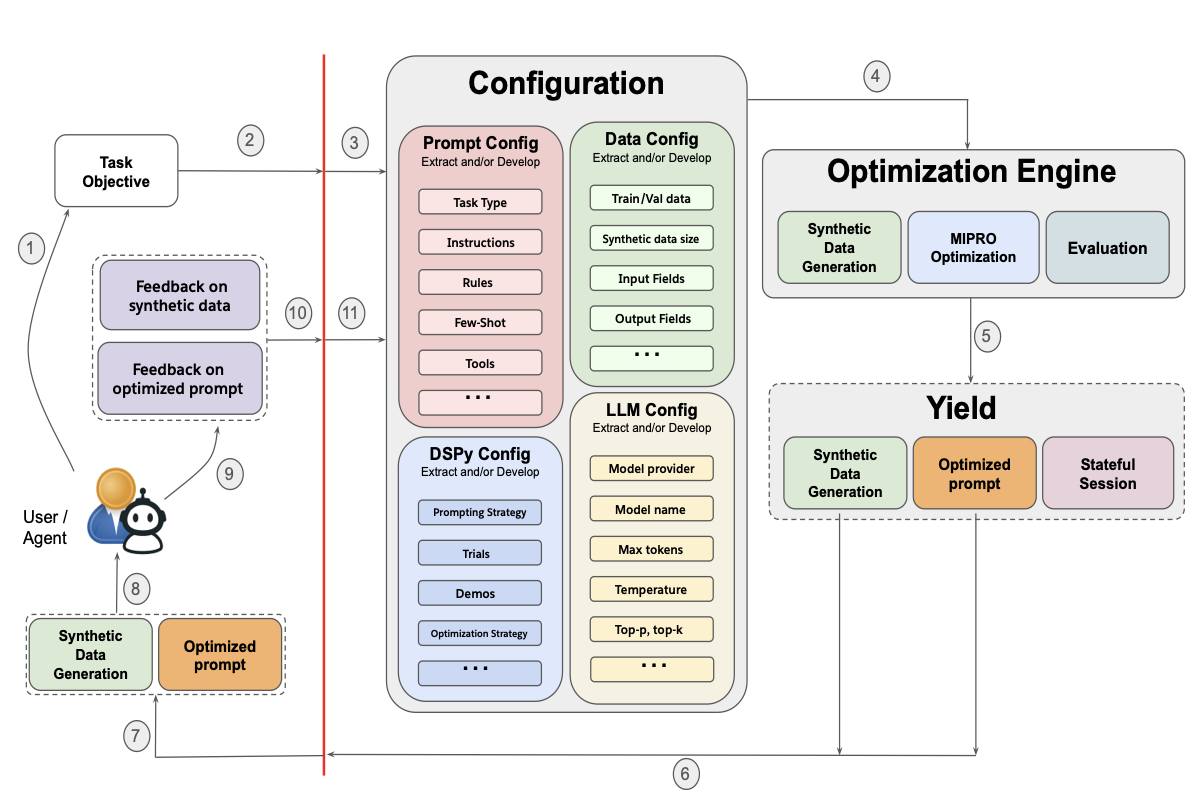 Configuration
4
Prompt Config
Extract and/or Develop
Task Type
Instructions
Rules
Few-Shot
Tools
...
Data Config
Extract and/or Develop
Train/Val data
Synthetic data size
Input Fields
Output Fields
...
DSPy Config
Extract and/or Develop
Prompting Strategy
Trials
Demos
Optimization Strategy
...
LLM Config
Extract and/or Develop
Model provider
Model name
Max tokens
Temperature
Top-p, top-k
...
2
3
Task
Objective
1
Feedback on
synthetic data
Feedback on
optimized prompt
10
11
9
User /
Agent
8
Synthetic
Data
Generation
Optimized
prompt
7
Optimization Engine
Synthetic
Data
Generation
MIPRO
Optimization
Evaluation
5
Yield
Synthetic
Data
Generation
Optimized
prompt
Stateful
Session
6